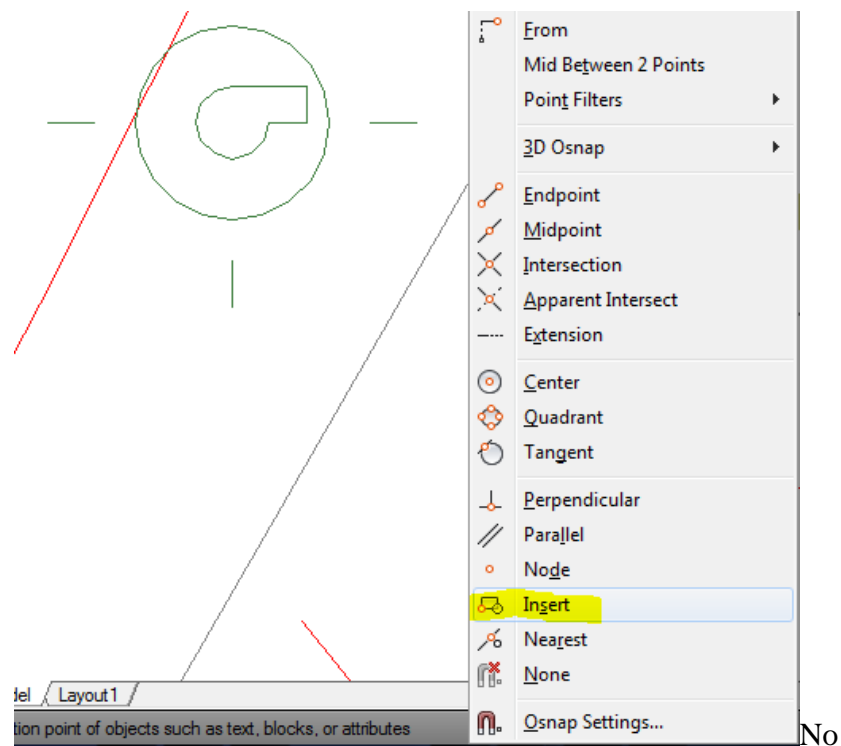 From
Mid Between 2 Points
Point Filters
3D Osnap
Endpoint
Midpoint
Intersection
Apparent Intersect
Extension
Center
Quadrant
Tangent
Perpendicular
Parallel
Node
Insert
Nearest
None
Osnap Settings...
del Layout1
tion point of objects such as text, blocks, or attributes
No